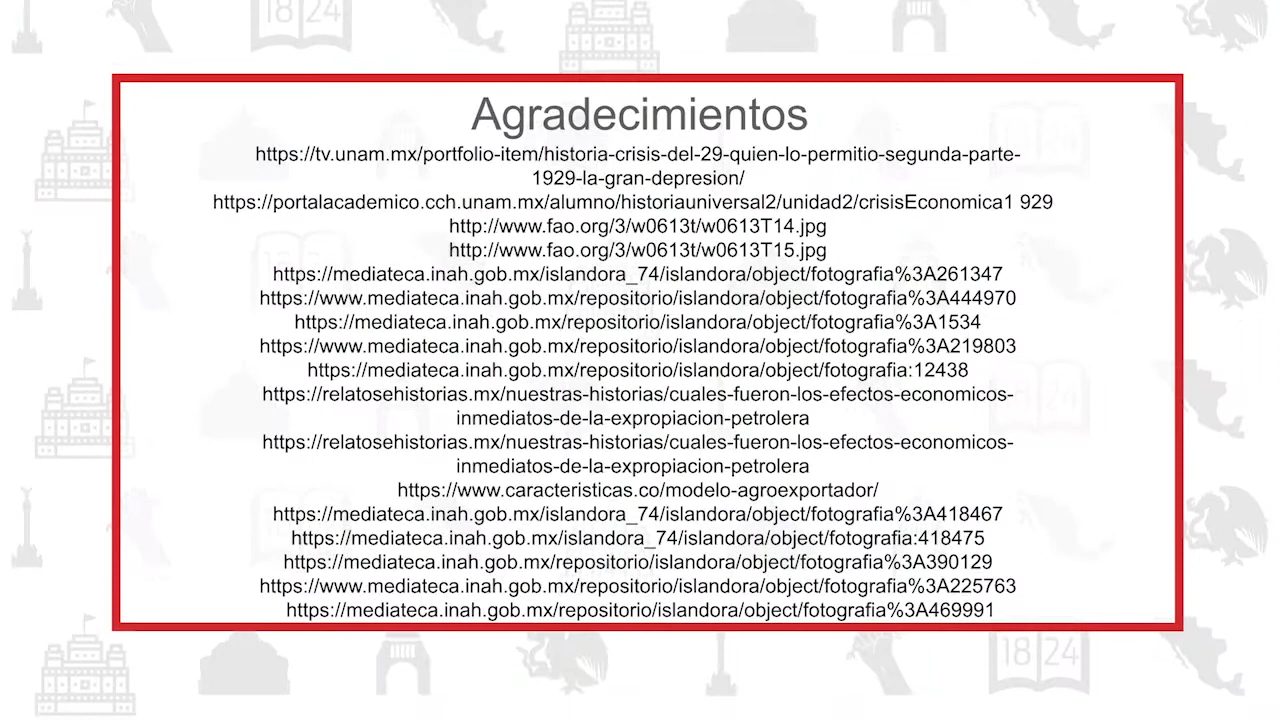 18 24
Agradecimientos
https://tv.unam.mx/portfolio-item/historia-crisis-del-29-quien-lo-permitio-segunda-parte-
1929-la-gran-depresion/
https://portalacademico.cch.unam.mx/alumno/historiauniversal2/unidad2/crisisEconomica1 929
http://www.fao.org/3/w0613t/w0613T14.jpg
http://www.fao.org/3/w0613t/w0613T15.jpg
https://mediateca.inah.gob.mx/islandora_74/islandora/object/fotografia%3A261347
https://www.mediateca.inah.gob.mx/repositorio/islandora/object/fotografia%3A444970
https://mediateca.inah.gob.mx/repositorio/islandora/object/fotografia%3A1534
https://www.mediateca.inah.gob.mx/repositorio/islandora/object/fotografia%3A219803
https://mediateca.inah.gob.mx/repositorio/islandora/object/fotografia:12438
https://relatosehistorias.mx/nuestras-historias/cuales-fueron-los-efectos-economicos-
inmediatos-de-la-expropiacion-petrolera
https://relatosehistorias.mx/nuestras-historias/cuales-fueron-los-efectos-economicos-
inmediatos-de-la-expropiacion-petrolera
https://www.caracteristicas.co/modelo-agroexportador/
https://mediateca.inah.gob.mx/islandora_74/islandora/object/fotografia%3A418467
https://mediateca.inah.gob.mx/islandora_74/islandora/object/fotografia:418475
https://mediateca.inah.gob.mx/repositorio/islandora/object/fotografia%3A390129
https://www.mediateca.inah.gob.mx/repositorio/islandora/object/fotografia%3A225763
https://mediateca.inah.gob.mx/repositorio/islandora/object/fotografia%3A469991
18 24